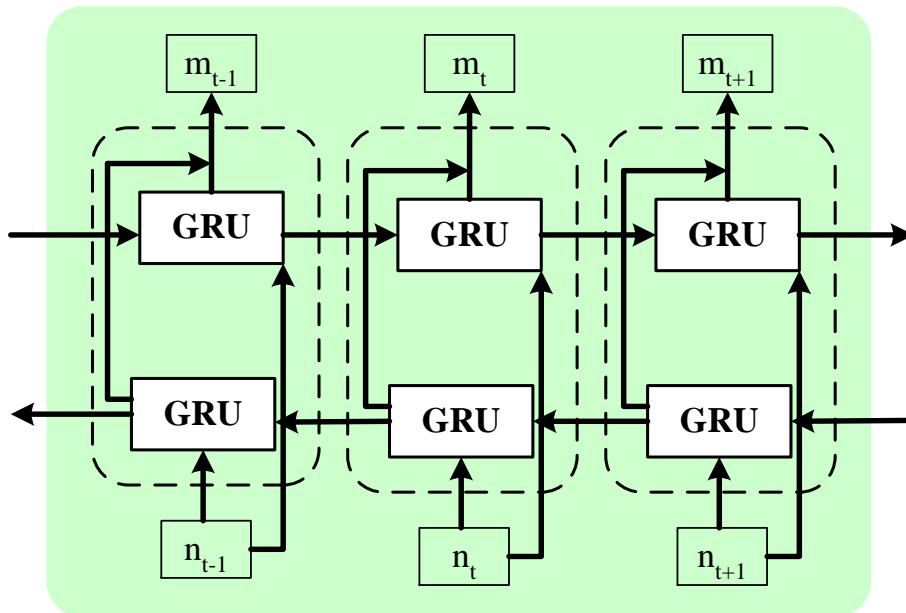 m_{t-1} m_t m_{t+1}
GRU GRU GRU
GRU GRU GRU
n_{t-1} n_t n_{t+1}